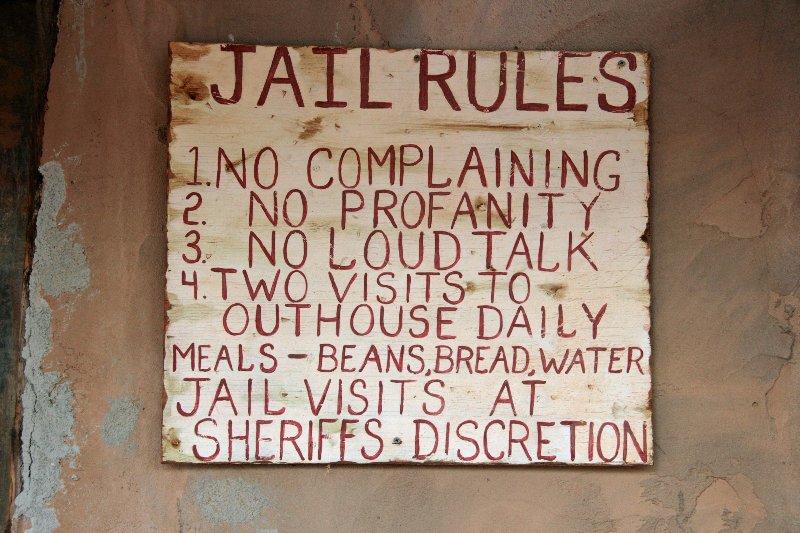 JAIL RULES
1. NO COMPLAINING
2. NO PROFANITY
3. NO LOUD TALK
4. TWO VISITS TO
OUTHOUSE DAILY
MEALS - BEANS, BREAD, WATER
JAIL VISITS AT
SHERIFFS DISCRETION